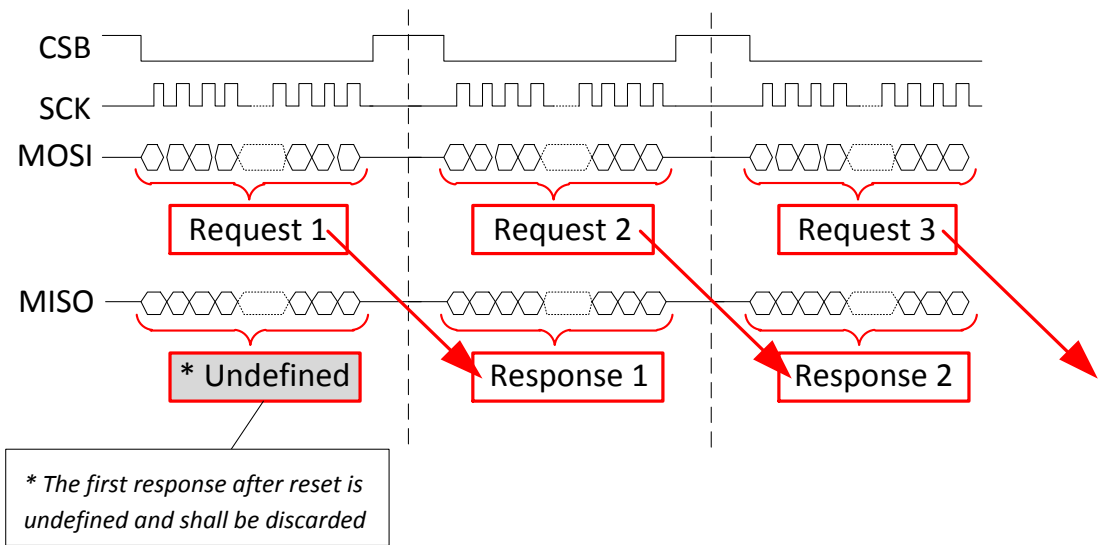 CSB
SCK
MOSI
Request 1
Request 2
Request 3
MISO
* Undefined
Response 1
Response 2
* The first response after reset is
undefined and shall be discarded